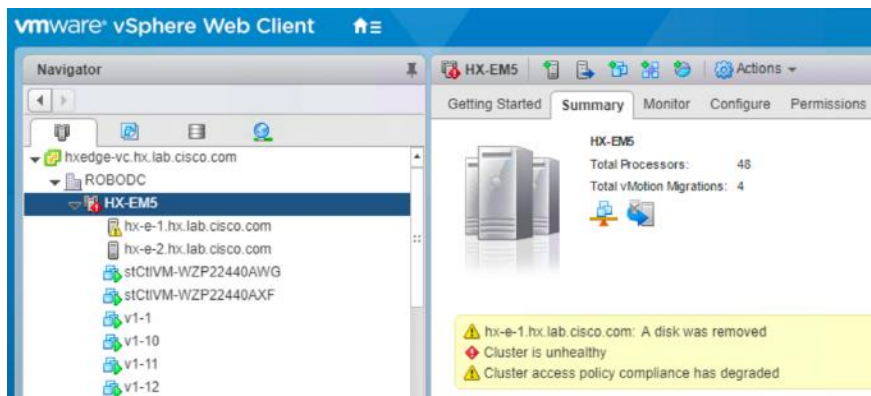 vmware® vSphere Web Client
Navigator
hxedge-vc.hx.lab.cisco.com
ROBODC
HX-EM5
hx-e-1.hx.lab.cisco.com
hx-e-2.hx.lab.cisco.com
stCtlVM-WZP22440AWG
stCtlVM-WZP22440AXF
v1-1
v1-10
v1-11
v1-12
HX-EM5 Actions
Getting Started Summary Monitor Configure Permissions
HX-EM5
Total Processors: 48
Total vMotion Migrations: 4
hx-e-1.hx.lab.cisco.com: A disk was removed
Cluster is unhealthy
Cluster access policy compliance has degraded